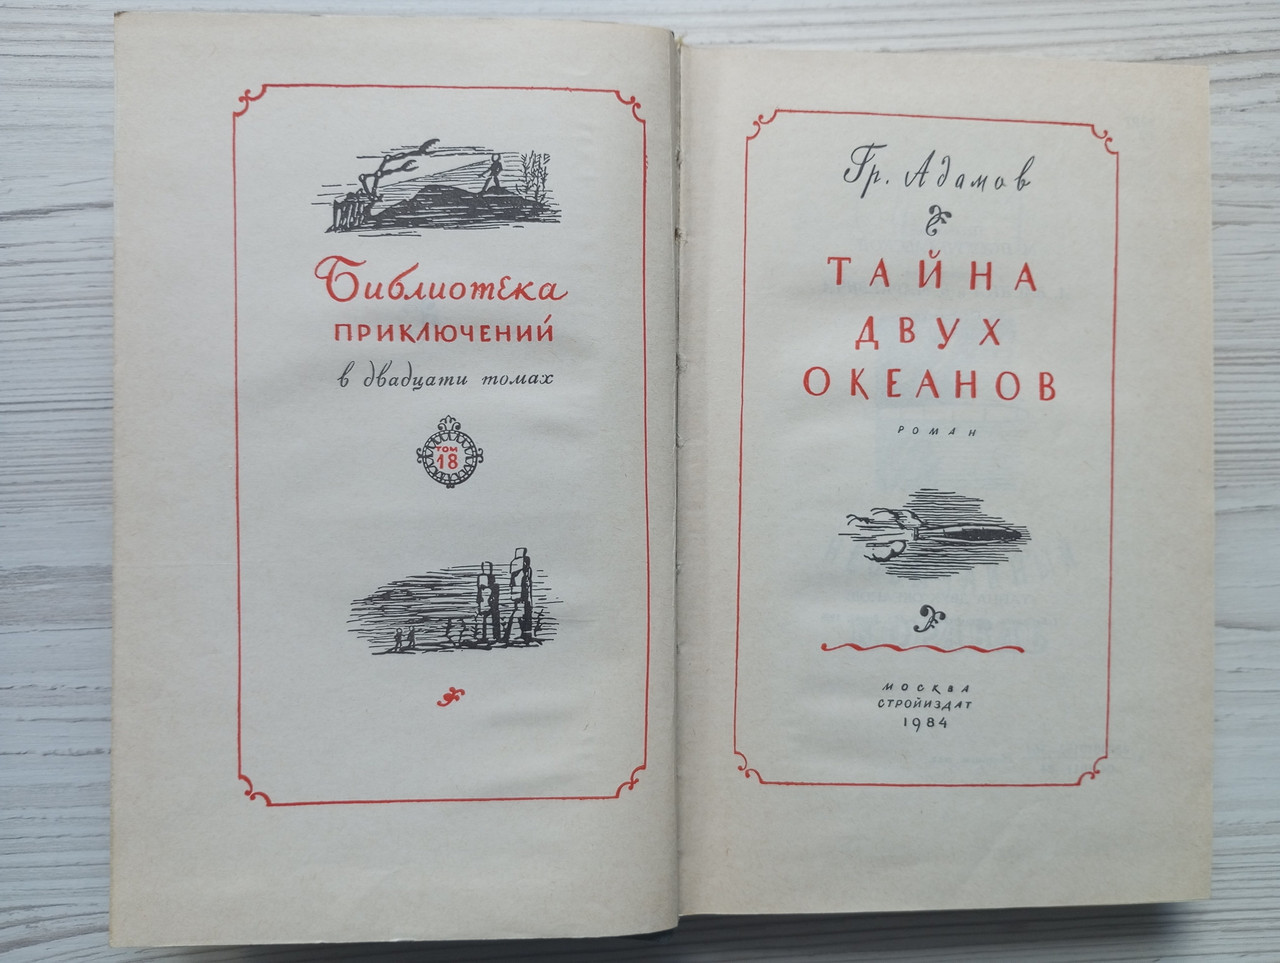 Библиотека
ПРИКЛЮЧЕНИЙ
в двадцати томах
ТОМ
18
Гр. Адамов
ТАЙНА
ДВУХ
ОКЕАНОВ
РОМАН
МОСКВА
СТРОЙИЗДАТ
1984